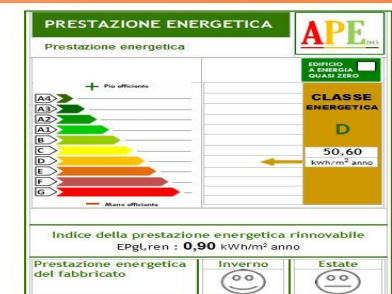 PRESTAZIONE ENERGETICA
APE 2015
Prestazione energetica
EDIFICIO
A ENERGIA
QUASI ZERO
+ Più efficiente
CLASSE
ENERGETICA
D
50,60
kWh/m² anno
A4
A3
A2
A1
B
C
D
E
F
G
Meno efficiente
Indice della prestazione energetica rinnovabile
EPgl,ren : 0,90 kWh/m² anno
Prestazione energetica
del fabbricato
Inverno
Estate